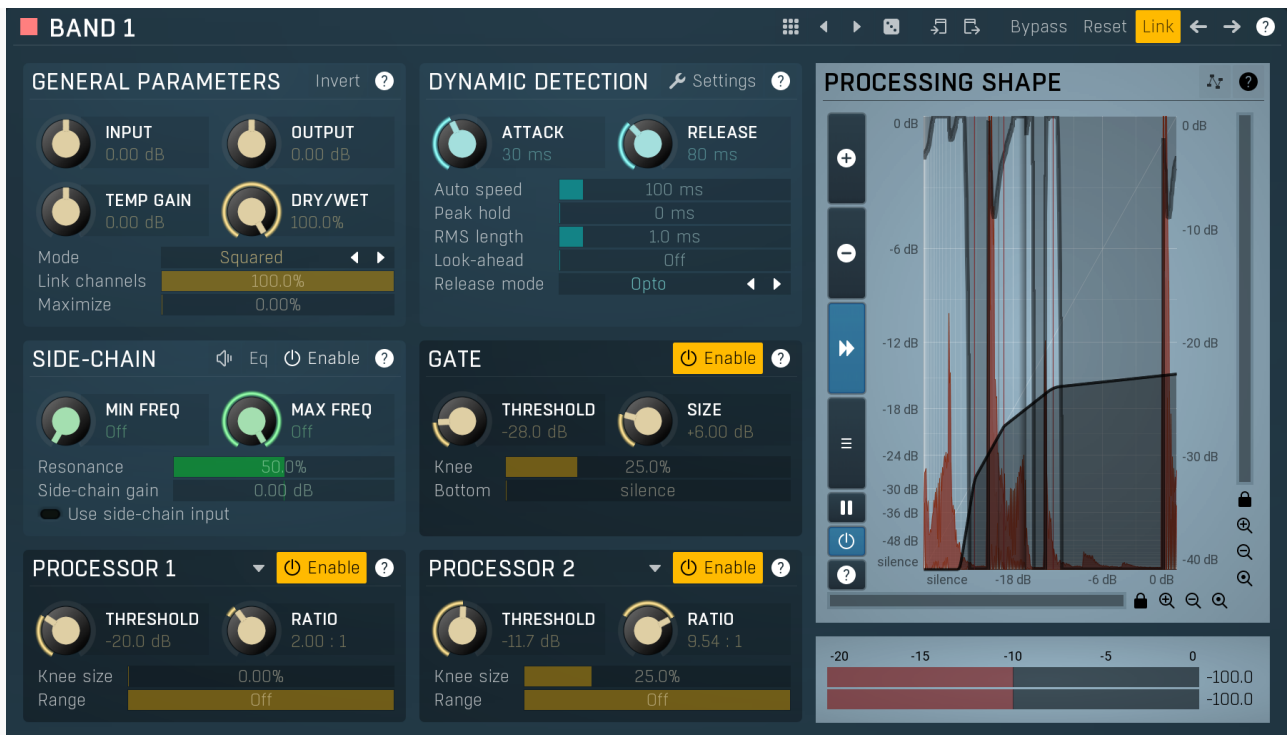 BAND 1
Bypass Reset Link ?
GENERAL PARAMETERS Invert ?
INPUT
0.00 dB
OUTPUT
0.00 dB
TEMP GAIN
0.00 dB
DRY/WET
100.0%
Mode Squared
Link channels 100.0%
Maximize 0.00%
DYNAMIC DETECTION Settings ?
ATTACK
30 ms
RELEASE
80 ms
Auto speed 100 ms
Peak hold 0 ms
RMS length 1.0 ms
Look-ahead Off
Release mode Opto
SIDE-CHAIN Eq Enable ?
MIN FREQ
Off
MAX FREQ
Off
Resonance 50.0%
Side-chain gain 0.00 dB
Use side-chain input
GATE Enable ?
THRESHOLD
-28.0 dB
SIZE
+6.00 dB
Knee 25.0%
Bottom silence
PROCESSOR 1 Enable ?
THRESHOLD
-20.0 dB
RATIO
2.00 : 1
Knee size 0.00%
Range Off
PROCESSOR 2 Enable ?
THRESHOLD
-11.7 dB
RATIO
9.54 : 1
Knee size 25.0%
Range Off
PROCESSING SHAPE ?
0 dB 0 dB
-10 dB
-6 dB
-12 dB -20 dB
-18 dB
-24 dB -30 dB
-30 dB
-36 dB
-48 dB
silence -40 dB
?
silence -18 dB -6 dB 0 dB
-20 -15 -10 -5 0
-100.0
-100.0